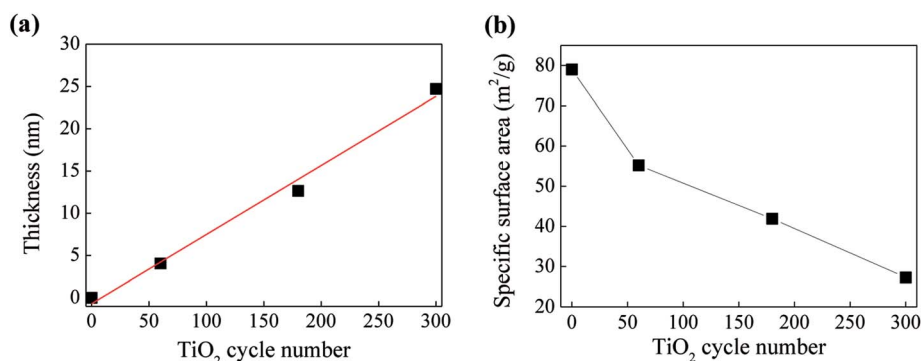 (a)
30
25
20
15
10
5
0
Thickness (nm)
0 50 100 150 200 250 300
TiO₂ cycle number
(b)
80
70
60
50
40
30
20
Specific surface area (m²/g)
0 50 100 150 200 250 300
TiO₂ cycle number